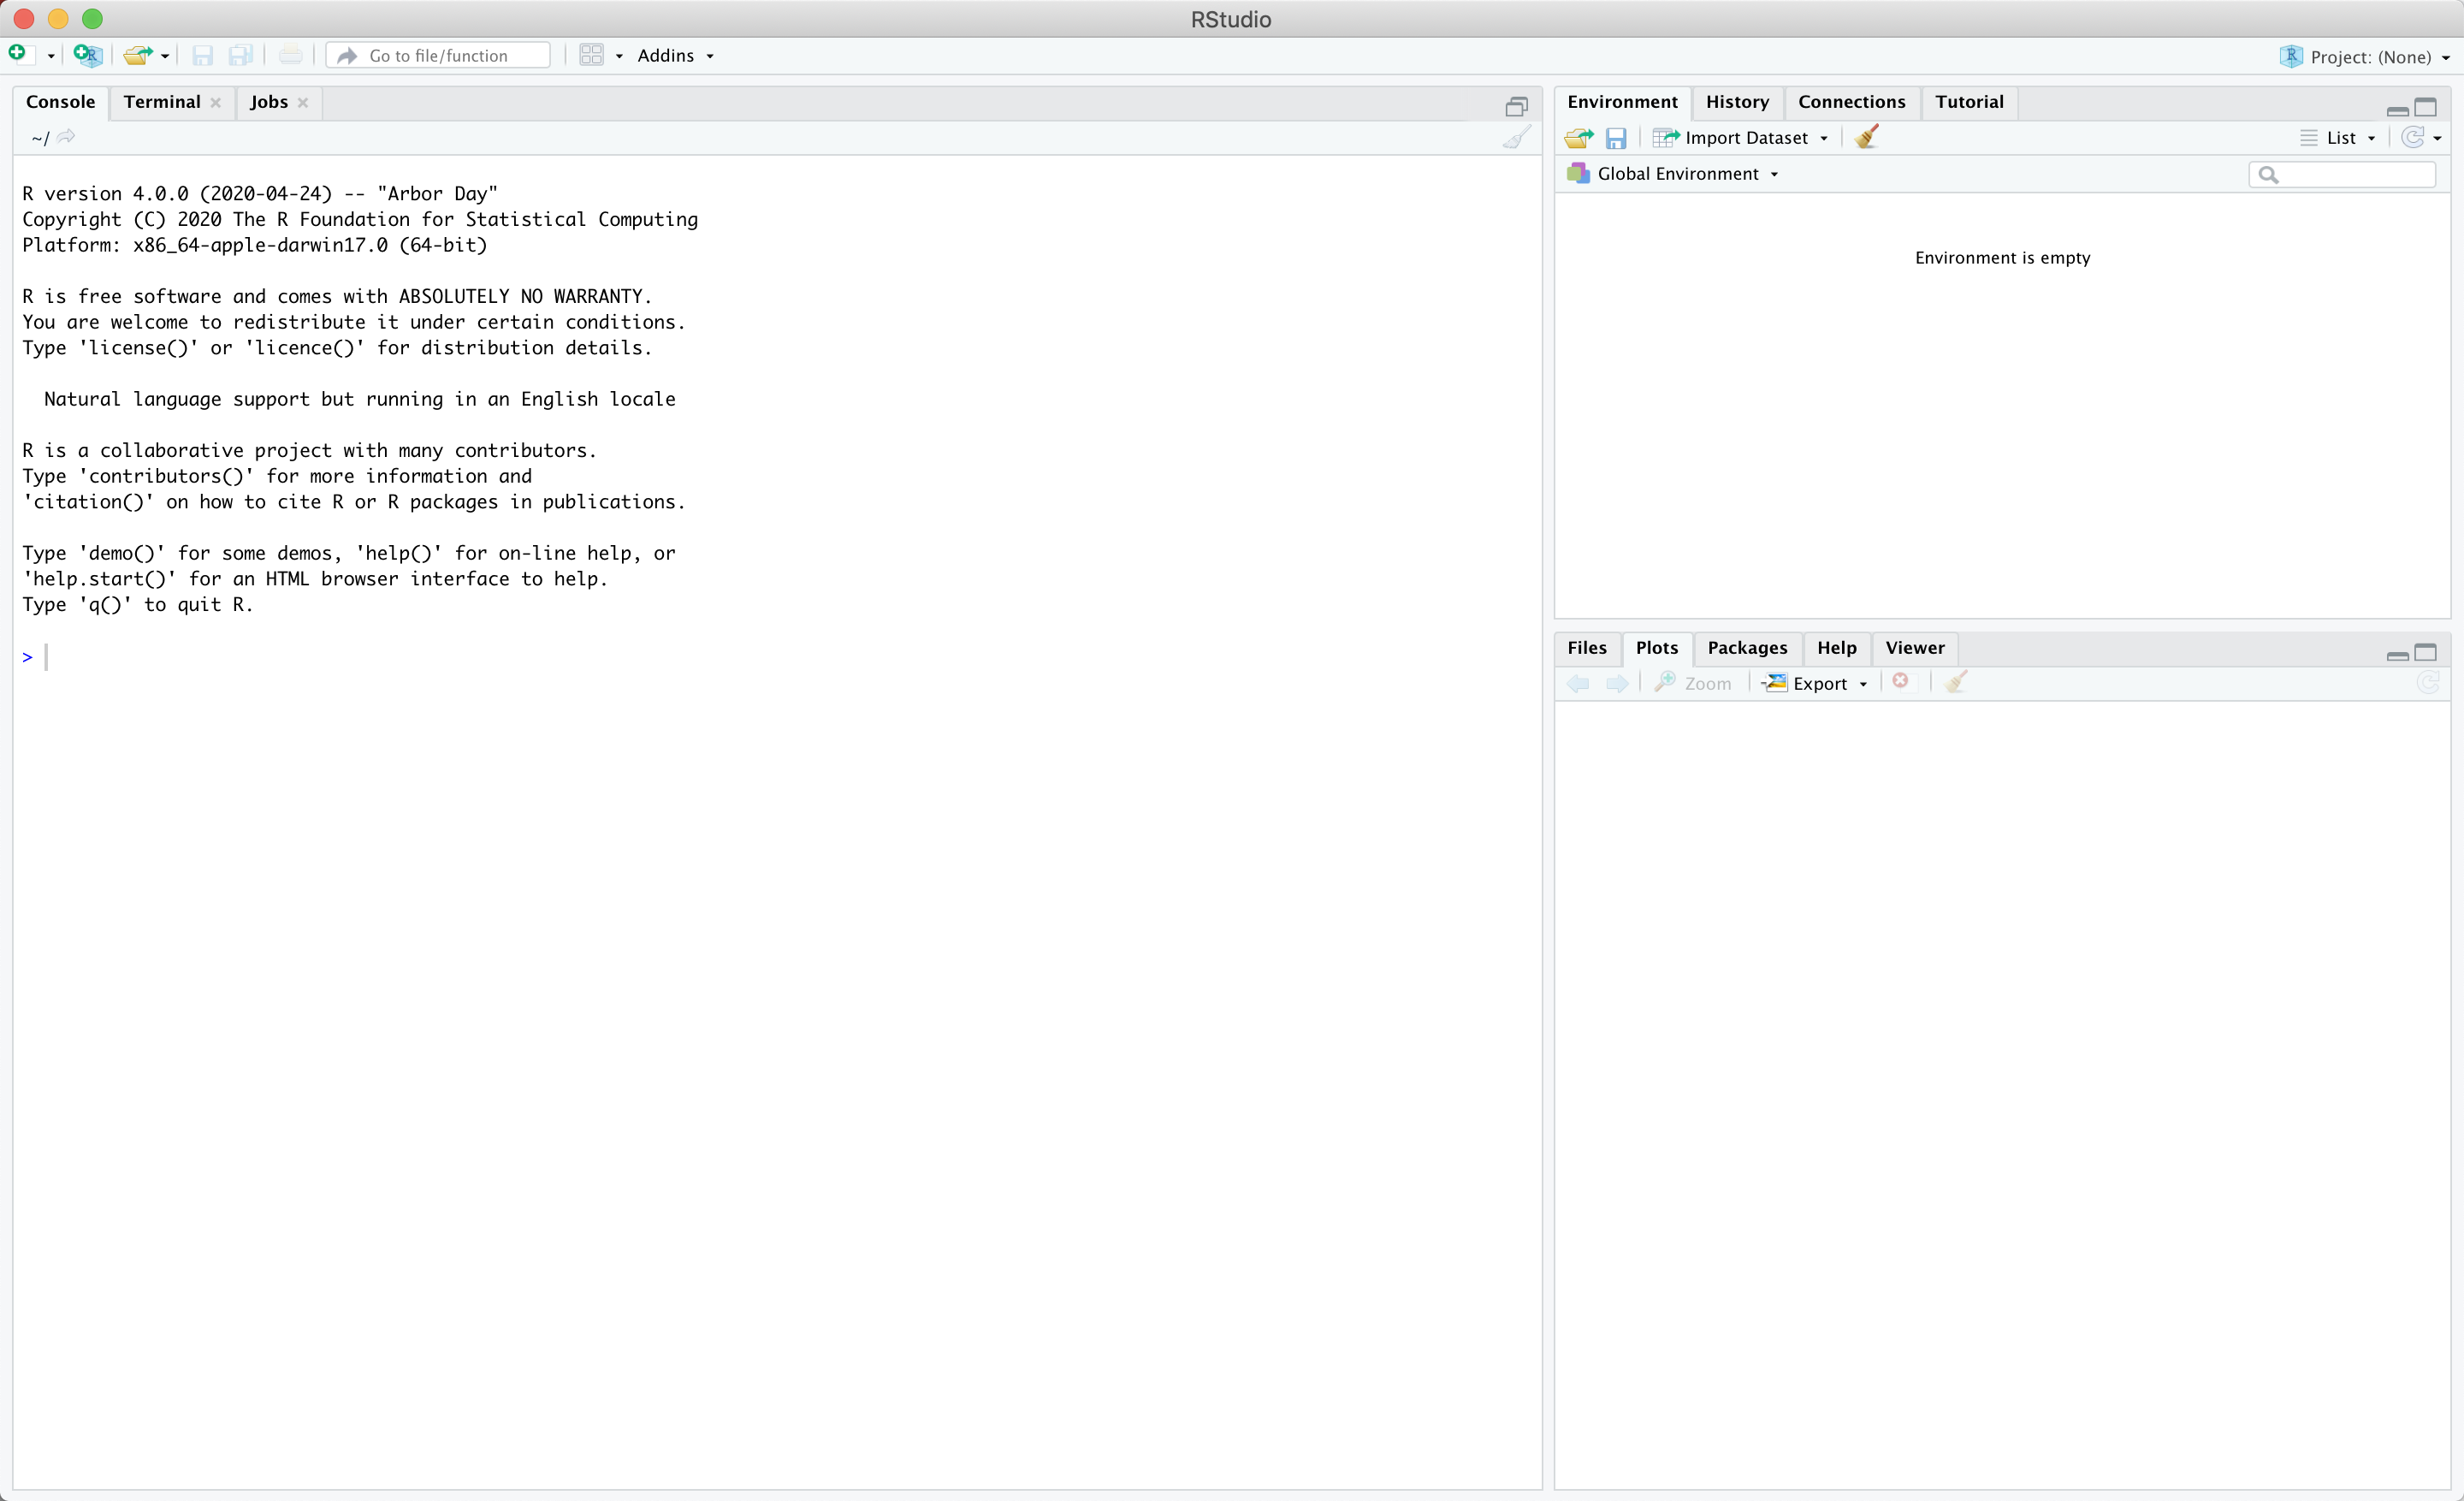 RStudio
Go to file/function
Addins
Project: (None)
Console Terminal Jobs
~/
R version 4.0.0 (2020-04-24) -- "Arbor Day"
Copyright (C) 2020 The R Foundation for Statistical Computing
Platform: x86_64-apple-darwin17.0 (64-bit)
R is free software and comes with ABSOLUTELY NO WARRANTY.
You are welcome to redistribute it under certain conditions.
Type 'license()' or 'licence()' for distribution details.
Natural language support but running in an English locale
R is a collaborative project with many contributors.
Type 'contributors()' for more information and
'citation()' on how to cite R or R packages in publications.
Type 'demo()' for some demos, 'help()' for on-line help, or
'help.start()' for an HTML browser interface to help.
Type 'q()' to quit R.
>
Environment History Connections Tutorial
Import Dataset List
Global Environment
Environment is empty
Files Plots Packages Help Viewer
Zoom Export